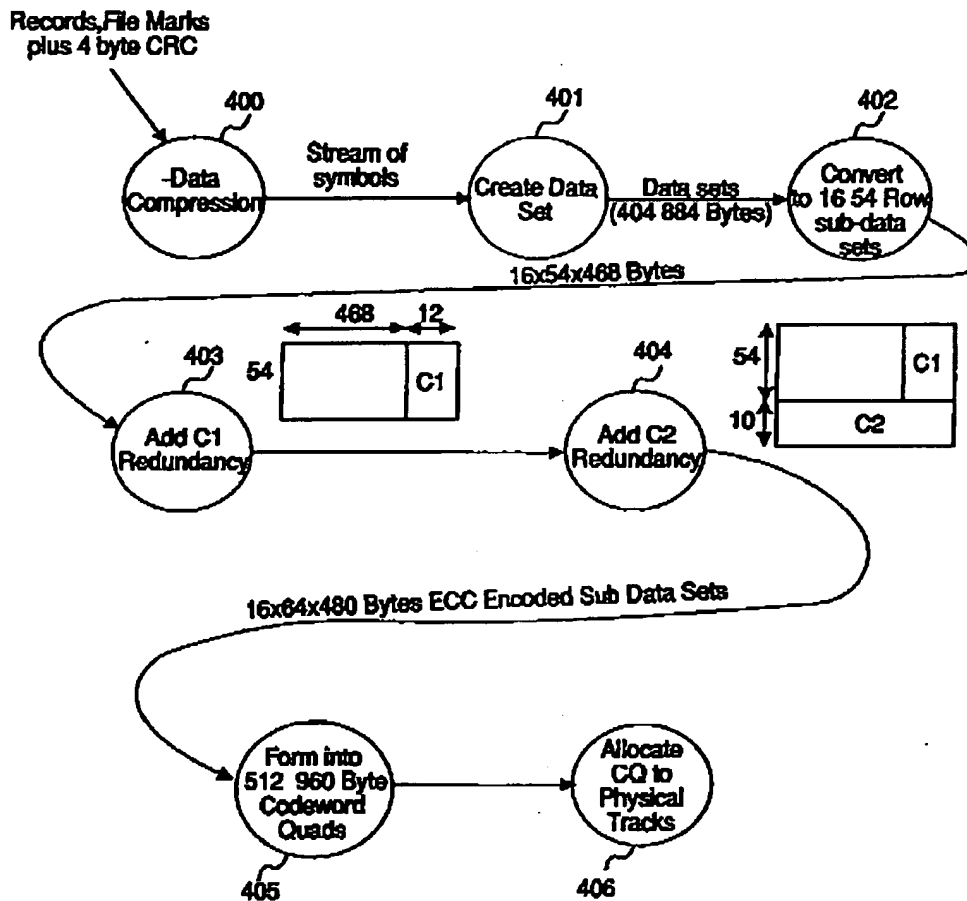 Records,File Marks
plus 4 byte CRC
400
401
402
-Data
Compression
Stream of
symbols
Create Data
Set
Data sets
(404 884 Bytes)
Convert
to 16 54 Row
sub-data
sets
16x54x468 Bytes
403
468
12
54
C1
404
54
C1
10
C2
Add C1
Redundancy
Add C2
Redundancy
16x64x480 Bytes ECC Encoded Sub Data Sets
Form into
512 960 Byte
Codeword
Quads
Allocate
CQ to
Physical
Tracks
405
406